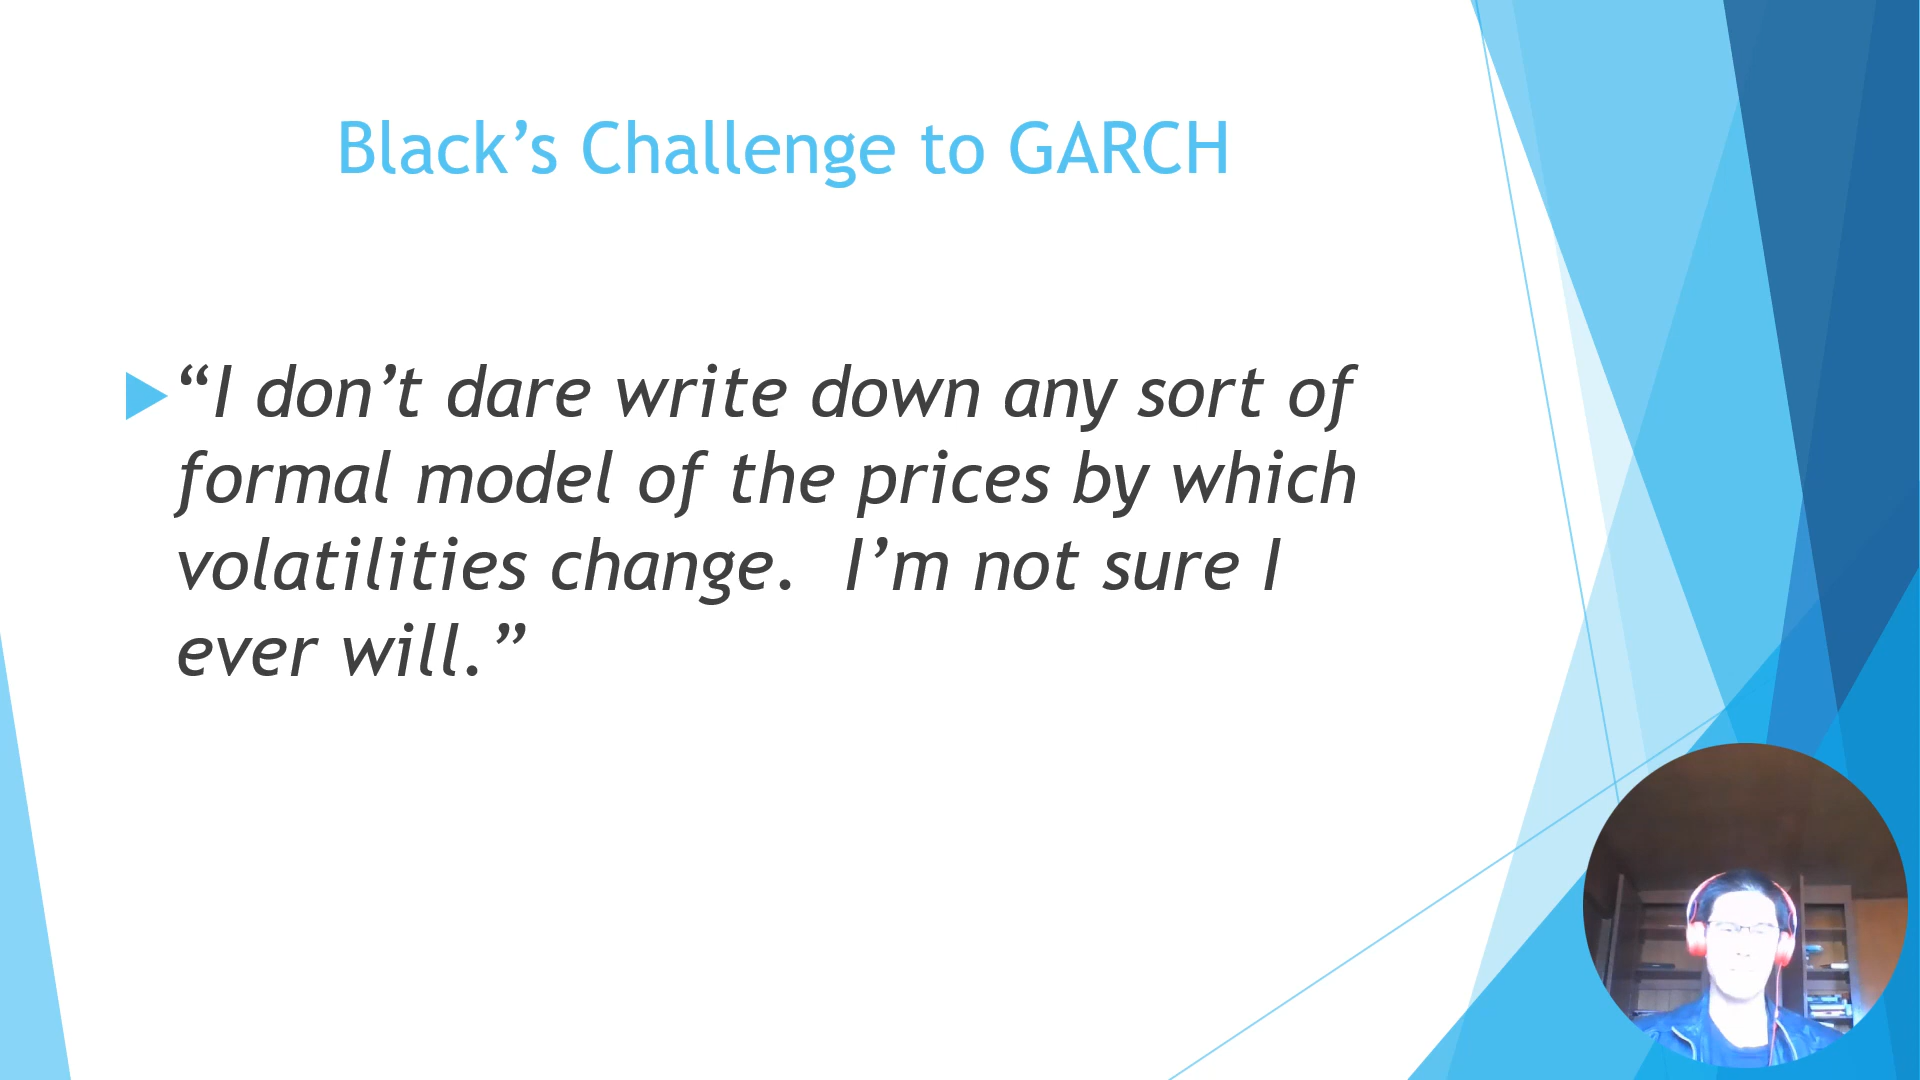 Black’s Challenge to GARCH
“I don’t dare write down any sort of
formal model of the prices by which
volatilities change.  I’m not sure I
ever will.”